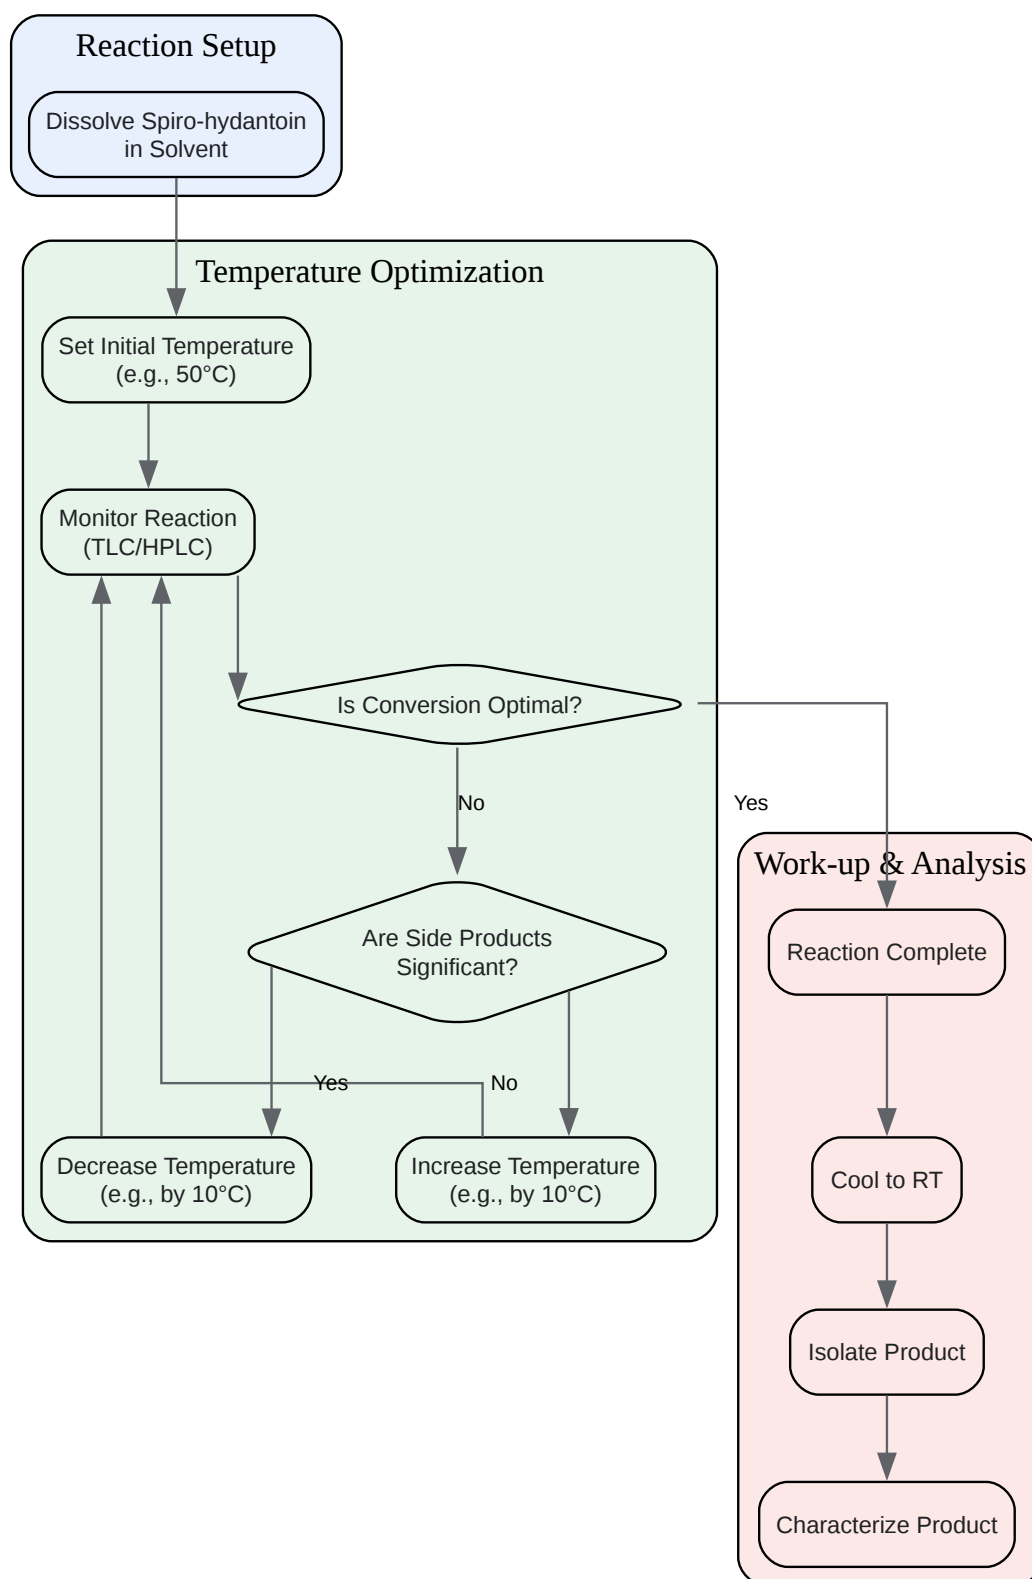 Reaction Setup
Dissolve Spiro-hydantoin
in Solvent
Temperature Optimization
Set Initial Temperature
(e.g., 50°C)
Monitor Reaction
(TLC/HPLC)
Is Conversion Optimal?
No
Yes
Work-up & Analysis
Are Side Products
Significant?
Reaction Complete
Yes
No
Decrease Temperature
(e.g., by 10°C)
Increase Temperature
(e.g., by 10°C)
Cool to RT
Isolate Product
Characterize Product